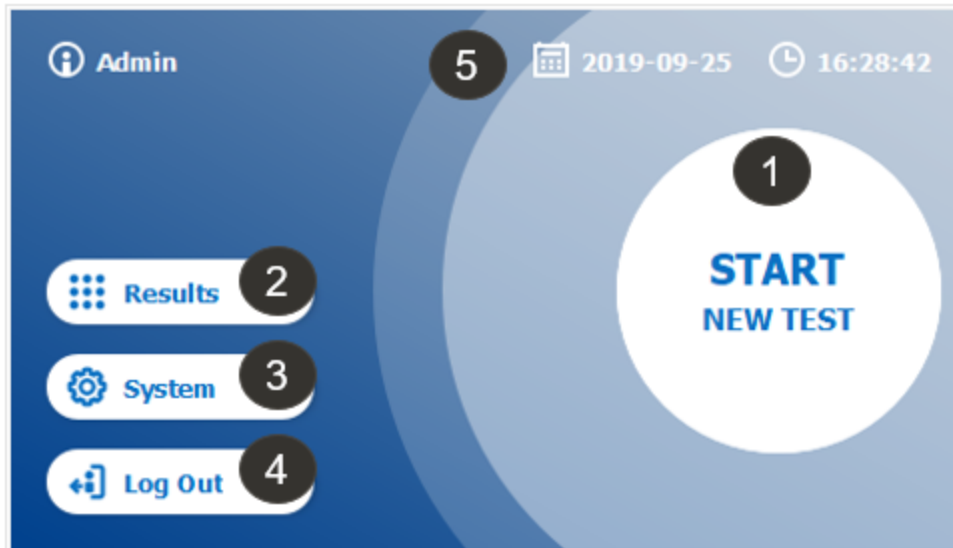 Admin
5
2019-09-25
16:28:42
1
START
NEW TEST
Results
2
System
3
Log Out
4